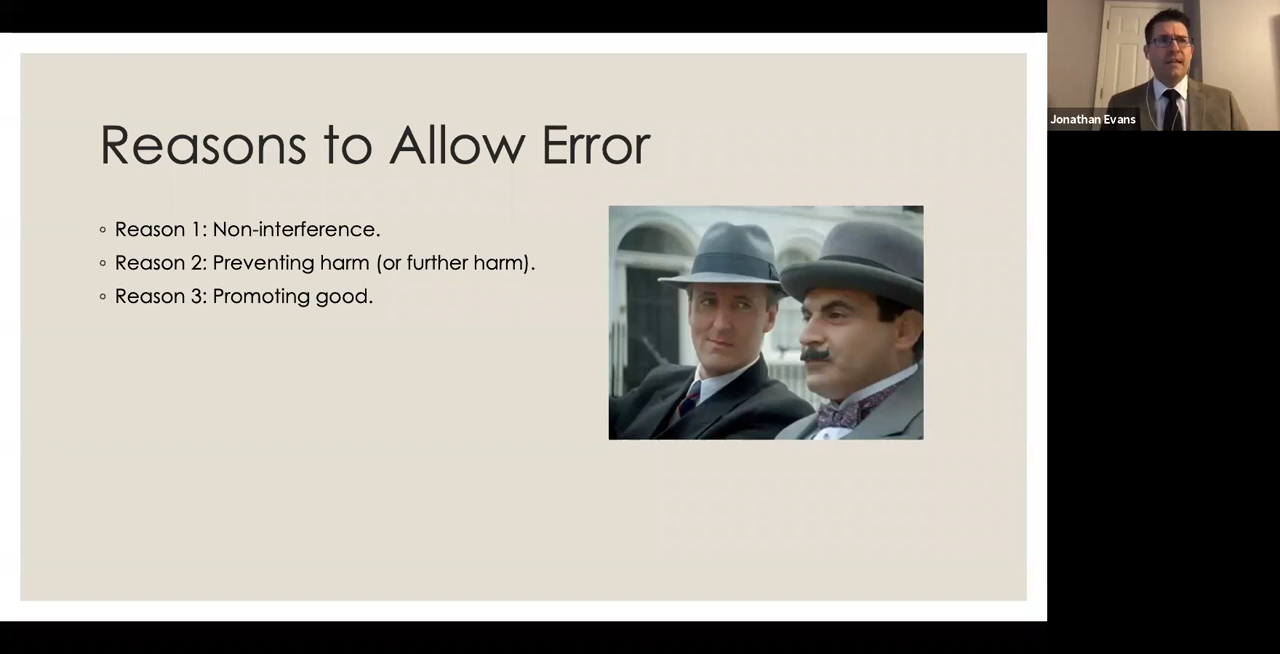 Reasons to Allow Error
◦ Reason 1: Non-interference.
◦ Reason 2: Preventing harm (or further harm).
◦ Reason 3: Promoting good.
Jonathan Evans